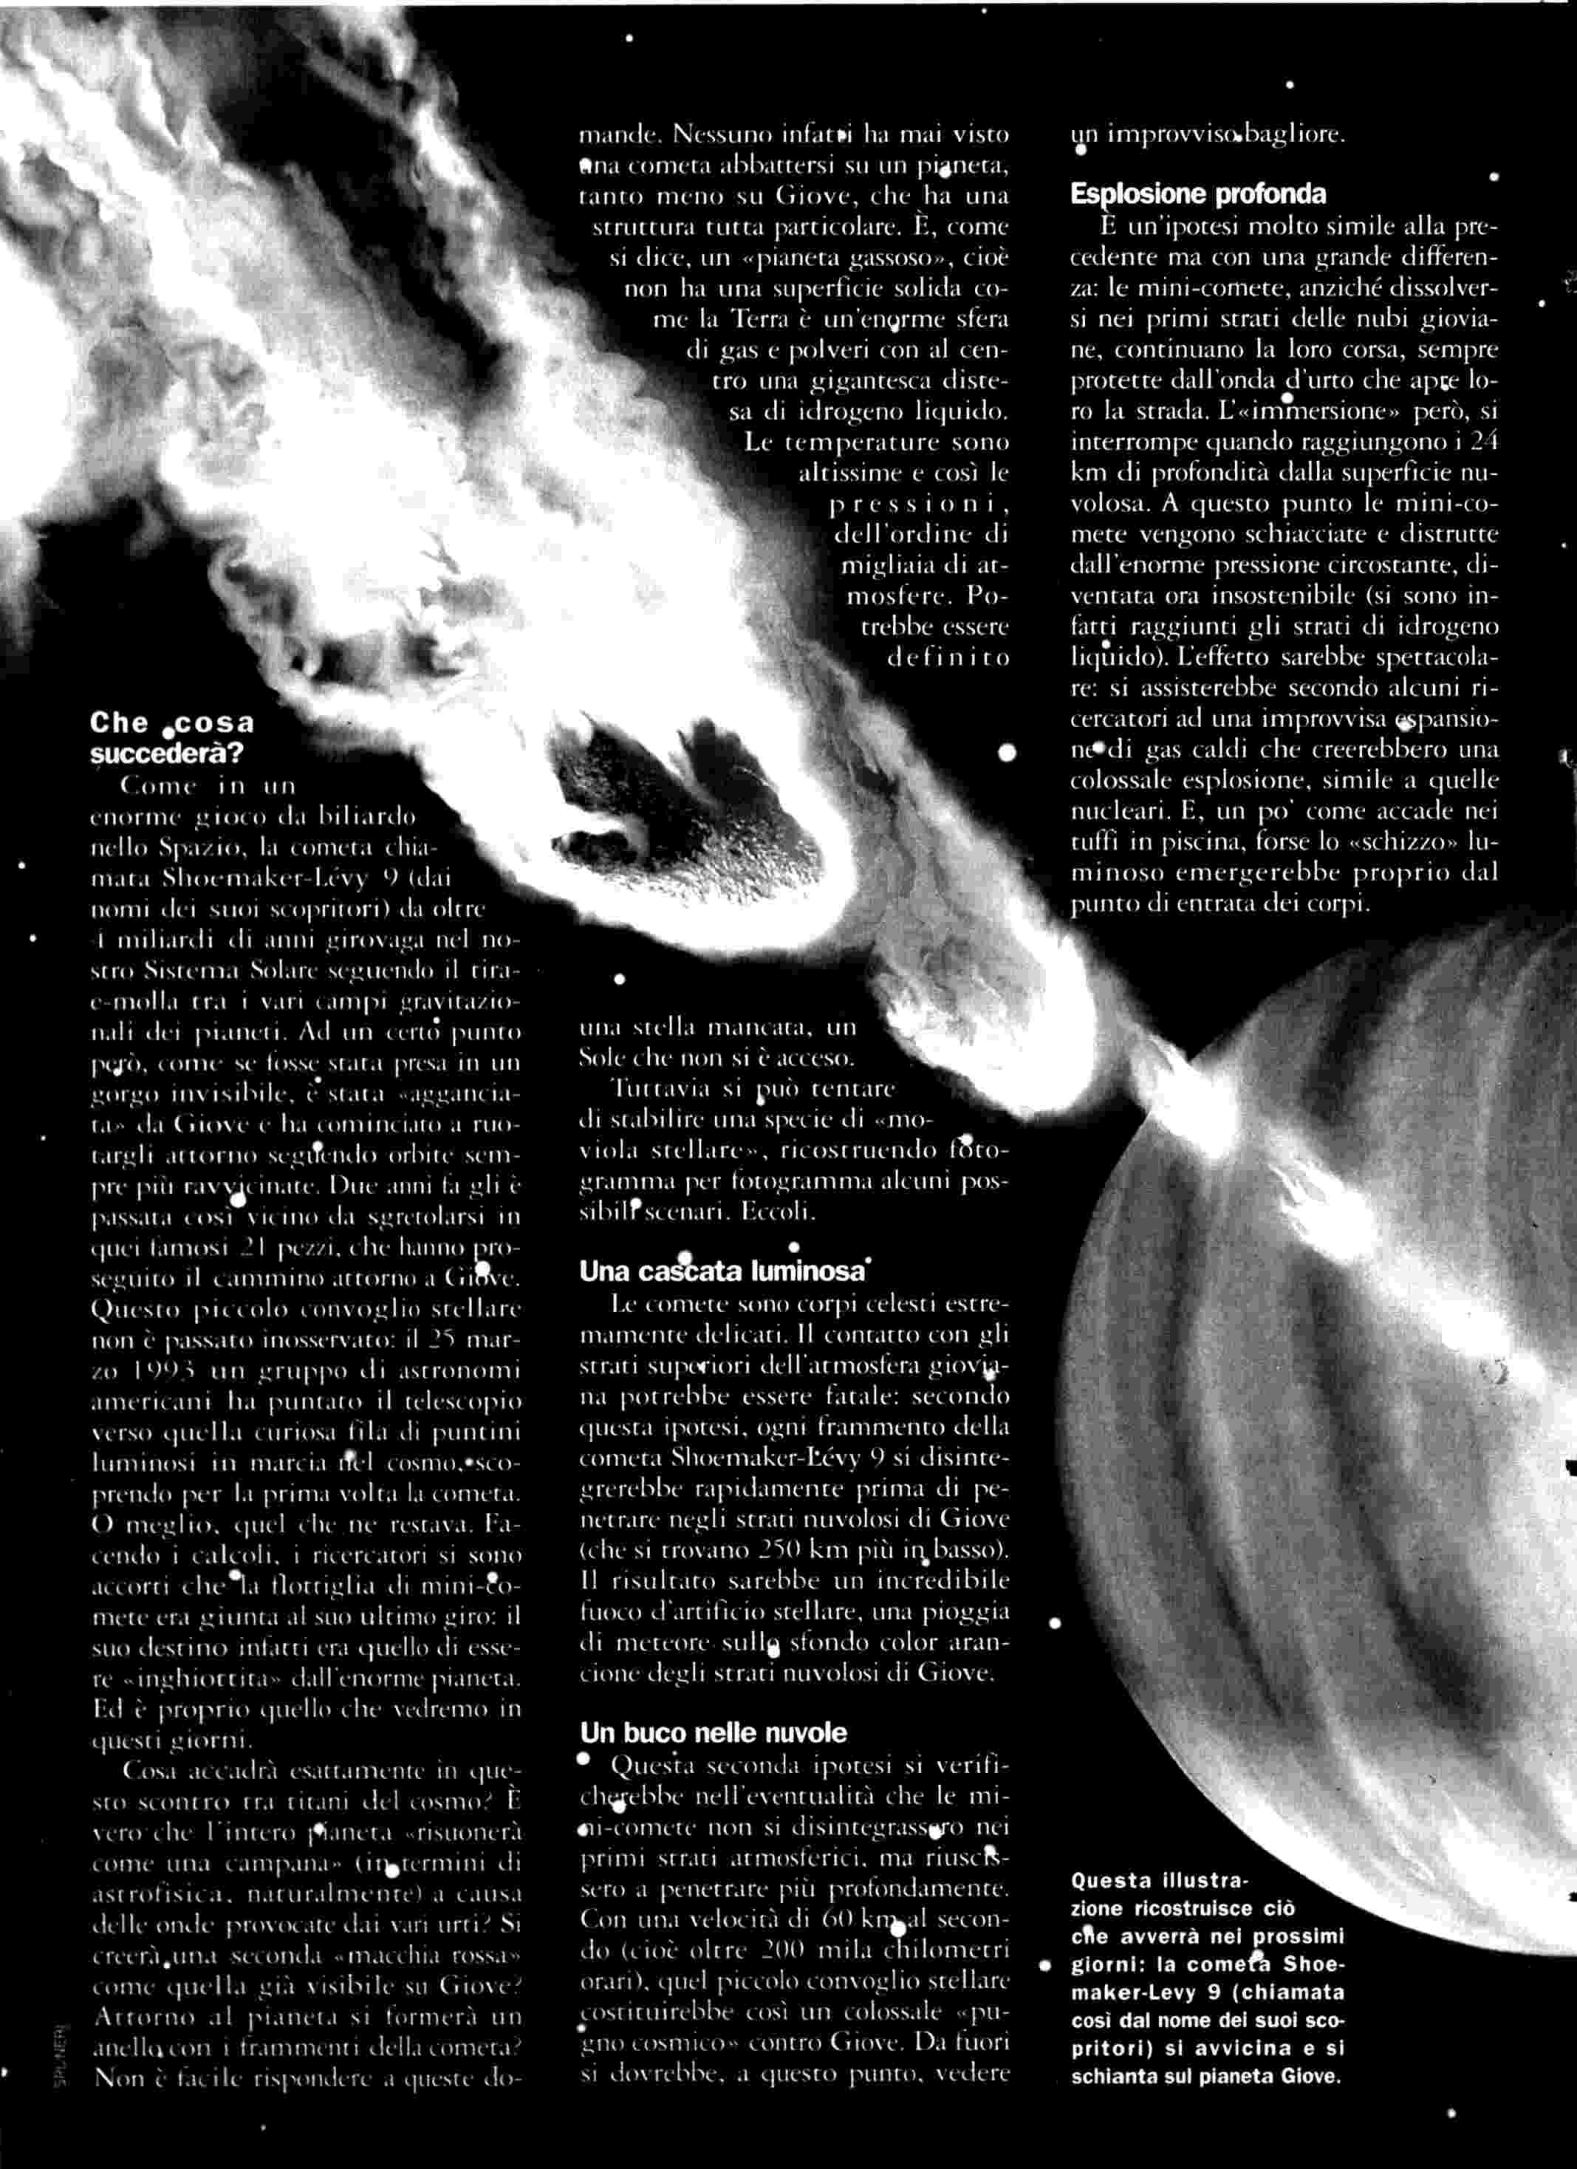 Che cosa
succederà?
Come in un
enorme gioco da biliardo
nello Spazio, la cometa chia-
mata Shoemaker-Lévy 9 (dai
nomi dei suoi scopritori) da oltre
4 miliardi di anni girovaga nel no-
stro Sistema Solare seguendo il tira-
e-molla tra i vari campi gravitazio-
nali dei pianeti. Ad un certo punto
però, come se fosse stata presa in un
gorgo invisibile, è stata «aggancia-
ta» da Giove e ha cominciato a ruo-
targli attorno seguendo orbite sem-
pre più ravvicinate. Due anni fa gli è
passata così vicino da sgretolarsi in
quei famosi 21 pezzi, che hanno pro-
seguito il cammino attorno a Giove.
Questo piccolo convoglio stellare
non è passato inosservato: il 25 mar-
zo 1993 un gruppo di astronomi
americani ha puntato il telescopio
verso quella curiosa fila di puntini
luminosi in marcia nel cosmo, sco-
prendo per la prima volta la cometa.
O meglio, quel che ne restava. Fa-
cendo i calcoli, i ricercatori si sono
accorti che la flottiglia di mini-co-
mete era giunta al suo ultimo giro: il
suo destino infatti era quello di esse-
re «inghiottita» dall'enorme pianeta.
Ed è proprio quello che vedremo in
questi giorni.
Cosa accadrà esattamente in que-
sto scontro tra titani del cosmo? È
vero che l'intero pianeta «risuonerà
come una campana» (in termini di
astrofisica, naturalmente) a causa
delle onde provocate dai vari urti? Si
creerà una seconda «macchia rossa»
come quella già visibile su Giove?
Attorno al pianeta si formerà un
anello con i frammenti della cometa?
Non è facile rispondere a queste do-
mande. Nessuno infatti ha mai visto
una cometa abbattersi su un pianeta,
tanto meno su Giove, che ha una
struttura tutta particolare. È, come
si dice, un «pianeta gassoso», cioè
non ha una superficie solida co-
me la Terra è un'enorme sfera
di gas e polveri con al cen-
tro una gigantesca diste-
sa di idrogeno liquido.
Le temperature sono
altissime e così le
pressioni,
dell'ordine di
migliaia di at-
mosfere. Po-
trebbe essere
definito
una stella mancata, un
Sole che non si è acceso.
Tuttavia si può tentare
di stabilire una specie di «mo-
viola stellare», ricostruendo foto-
gramma per fotogramma alcuni pos-
sibili scenari. Eccoli.
Una cascata luminosa
Le comete sono corpi celesti estre-
mamente delicati. Il contatto con gli
strati superiori dell'atmosfera giovia-
na potrebbe essere fatale: secondo
questa ipotesi, ogni frammento della
cometa Shoemaker-Lévy 9 si disinte-
grerebbe rapidamente prima di pe-
netrare negli strati nuvolosi di Giove
(che si trovano 250 km più in basso).
Il risultato sarebbe un incredibile
fuoco d'artificio stellare, una pioggia
di meteore sullo sfondo color aran-
cione degli strati nuvolosi di Giove.
Un buco nelle nuvole
Questa seconda ipotesi si verifi-
cherebbe nell'eventualità che le mi-
ni-comete non si disintegrassero nei
primi strati atmosferici, ma riuscis-
sero a penetrare più profondamente.
Con una velocità di 60 km al secon-
do (cioè oltre 200 mila chilometri
orari), quel piccolo convoglio stellare
costituirebbe così un colossale «pu-
gno cosmico» contro Giove. Da fuori
si dovrebbe, a questo punto, vedere
un improvviso bagliore.
Esplosione profonda
È un'ipotesi molto simile alla pre-
cedente ma con una grande differen-
za: le mini-comete, anziché dissolver-
si nei primi strati delle nubi giovia-
ne, continuano la loro corsa, sempre
protette dall'onda d'urto che apre lo-
ro la strada. L'«immersione» però, si
interrompe quando raggiungono i 24
km di profondità dalla superficie nu-
volosa. A questo punto le mini-co-
mete vengono schiacciate e distrutte
dall'enorme pressione circostante, di-
ventata ora insostenibile (si sono in-
fatti raggiunti gli strati di idrogeno
liquido). L'effetto sarebbe spettacola-
re: si assisterebbe secondo alcuni ri-
cercatori ad una improvvisa espansio-
ne di gas caldi che creerebbero una
colossale esplosione, simile a quelle
nucleari. E, un po' come accade nei
tuffi in piscina, forse lo «schizzo» lu-
minoso emergerebbe proprio dal
punto di entrata dei corpi.
Questa illustra-
zione ricostruisce ciò
che avverrà nei prossimi
giorni: la cometa Shoe-
maker-Levy 9 (chiamata
così dal nome dei suoi sco-
pritori) si avvicina e si
schianta sul pianeta Giove.